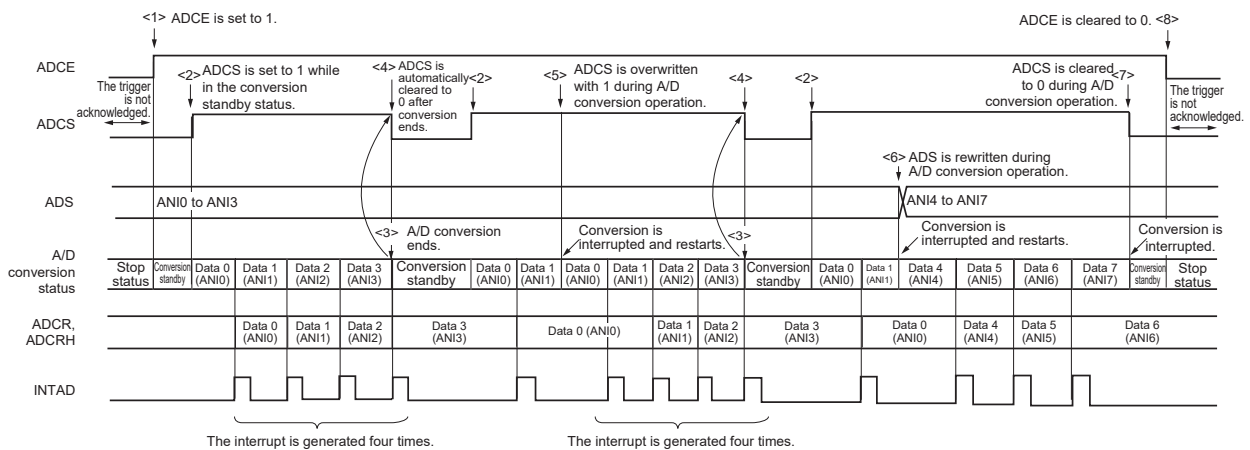 <1> ADCE is set to 1.
ADCE is cleared to 0. <8>
ADCE
The trigger
is not
acknowledged.
<2> ADCS is set to 1 while
in the conversion
standby status.
<4> ADCS is
automatically
cleared to
0 after
conversion
ends.
<2>
<5> ADCS is overwritten
with 1 during A/D
conversion operation.
<4>
<2>
ADCS is cleared <7>
to 0 during A/D
conversion operation.
The trigger
is not
acknowledged.
ADCS
<6> ADS is rewritten during
A/D conversion operation.
ADS
ANI0 to ANI3
ANI4 to ANI7
<3> A/D conversion
ends.
Conversion is
interrupted and restarts.
<3>
Conversion is
interrupted and restarts.
Conversion is
interrupted.
A/D
conversion
status
Stop status
Conversion standby
Data 0 (ANI0)
Data 1 (ANI1)
Data 2 (ANI2)
Data 3 (ANI3)
Conversion standby
Data 0 (ANI0)
Data 1 (ANI1)
Data 0 (ANI0)
Data 1 (ANI1)
Data 2 (ANI2)
Data 3 (ANI3)
Conversion standby
Data 0 (ANI0)
Data 1 (ANI1)
Data 4 (ANI4)
Data 5 (ANI5)
Data 6 (ANI6)
Data 7 (ANI7)
Conversion standby
Stop status
ADCR,
ADCRH
Data 0 (ANI0)
Data 1 (ANI1)
Data 2 (ANI2)
Data 3 (ANI3)
Data 0 (ANI0)
Data 1 (ANI1)
Data 2 (ANI2)
Data 3 (ANI3)
Data 0 (ANI0)
Data 4 (ANI4)
Data 5 (ANI5)
Data 6 (ANI6)
INTAD
The interrupt is generated four times.
The interrupt is generated four times.